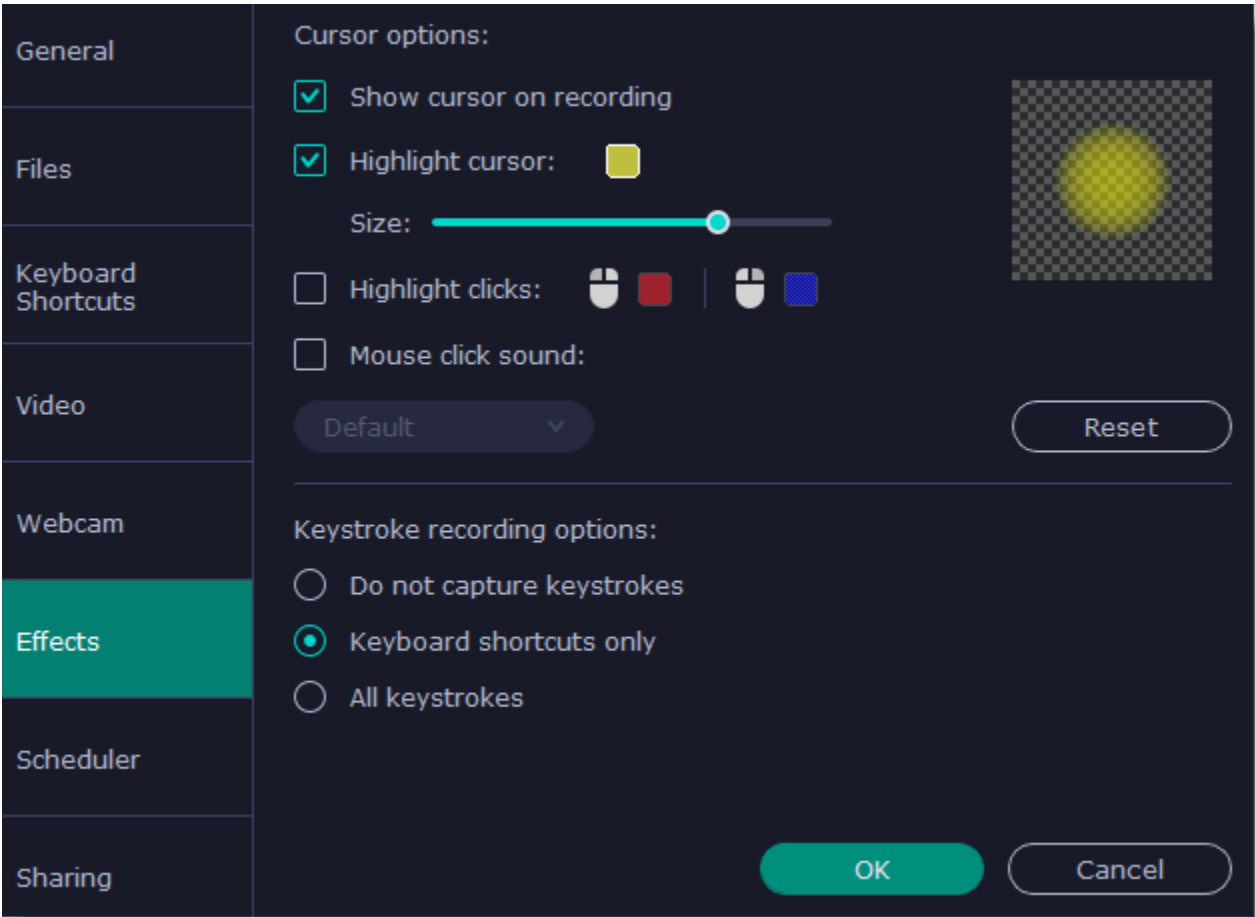 General
Files
Keyboard
Shortcuts
Video
Webcam
Effects
Scheduler
Sharing
Cursor options:
Show cursor on recording
Highlight cursor:
Size:
Highlight clicks:
Mouse click sound:
Default
Reset
Keystroke recording options:
Do not capture keystrokes
Keyboard shortcuts only
All keystrokes
OK
Cancel